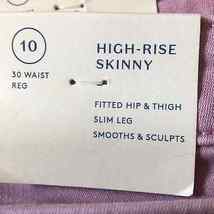 10
30 WAIST
REG
HIGH-RISE
SKINNY
FITTED HIP & THIGH
SLIM LEG
SMOOTHS & SCULPTS